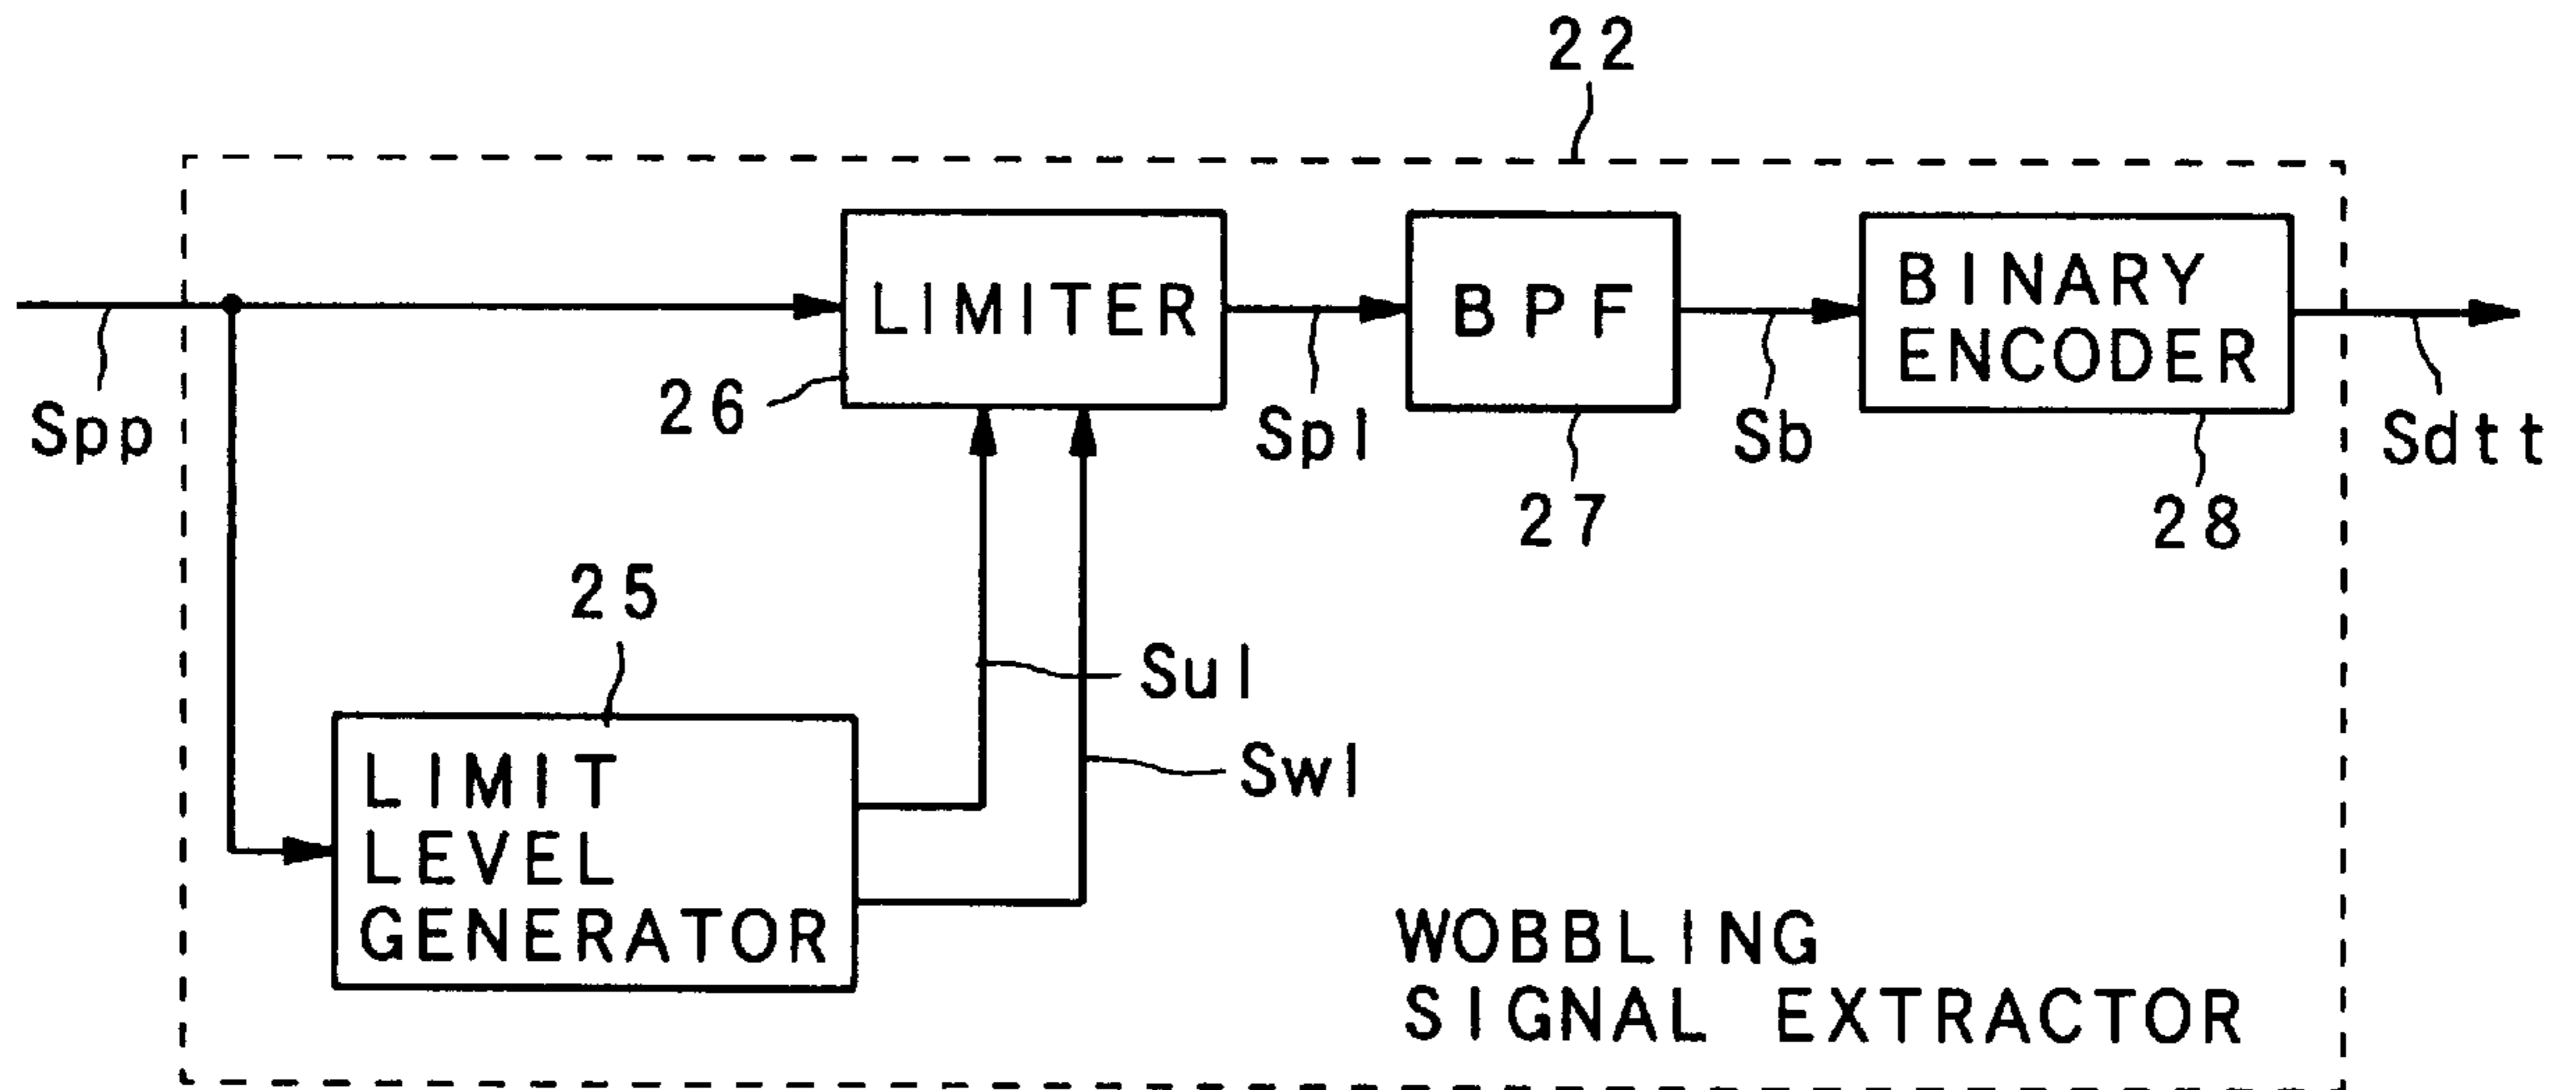 22
LIMITER
BPF
BINARY
ENCODER
26
Spp
Spl
Sb
Sdtt
27
28
25
Sul
Swl
LIMIT
LEVEL
GENERATOR
WOBBLING
SIGNAL EXTRACTOR